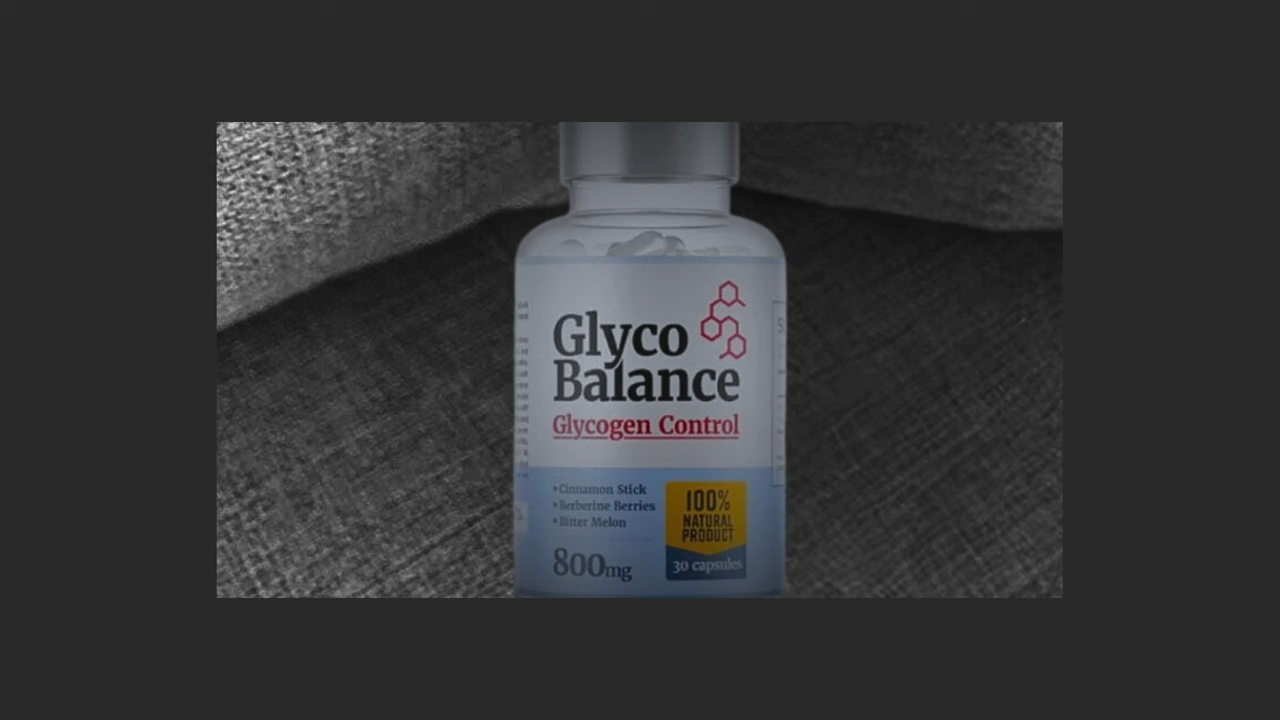 Glyco
Balance
Glycogen Control
• Cinnamon Stick
• Berberine Berries
• Bitter Melon
800mg
100%
NATURAL
PRODUCT
30 capsules